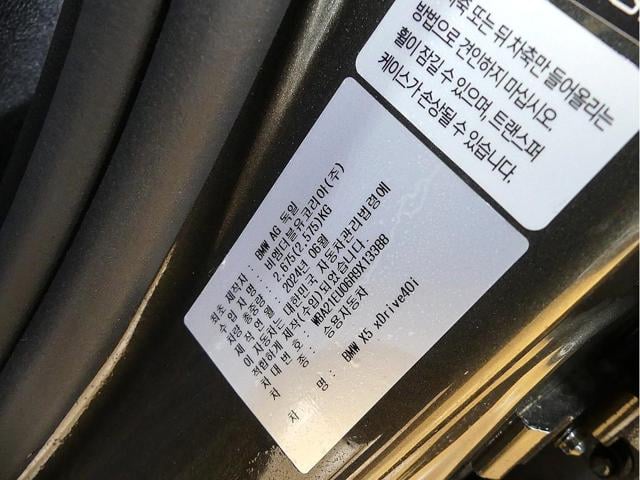 앞축 또는 뒤 차축만 들어올리는
방법으로 견인하지 마십시오.
휠이 잠길 수 있으며, 트랜스퍼
케이스가 손상될 수 있습니다.
최초 제작자 : BMW AG 독일
수입자명 : 비엠더블유코리아(주)
차량 총중량 : 2.675(2.575)KG
제작연월 : 2024년 06월
이 자동차는 대한민국 자동차관리법령에
적합하게 제작(수입)되었습니다.
차대번호 : WBA21EU06R9X13388
차종 : 승용자동차
차명 : BMW X5 xDrive40i